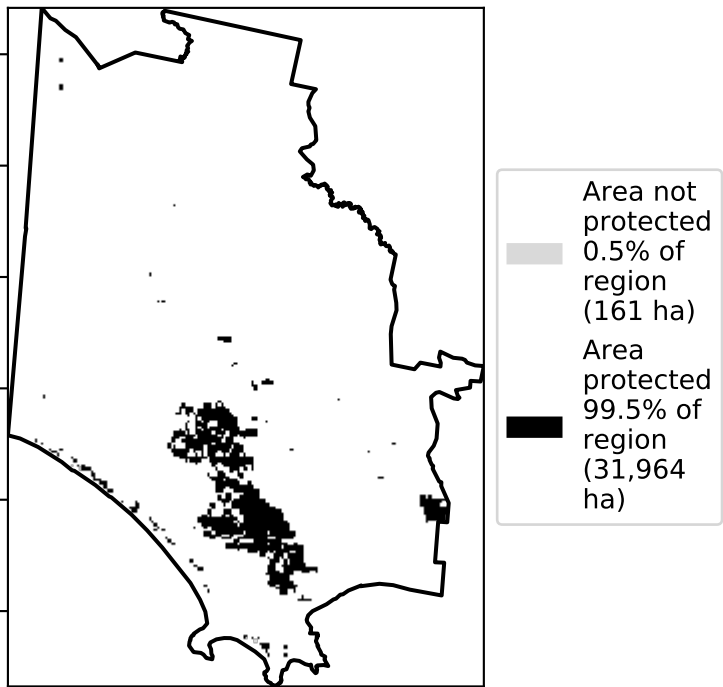 Area not
protected
0.5% of
region
(161 ha)
Area
protected
99.5% of
region
(31,964
ha)